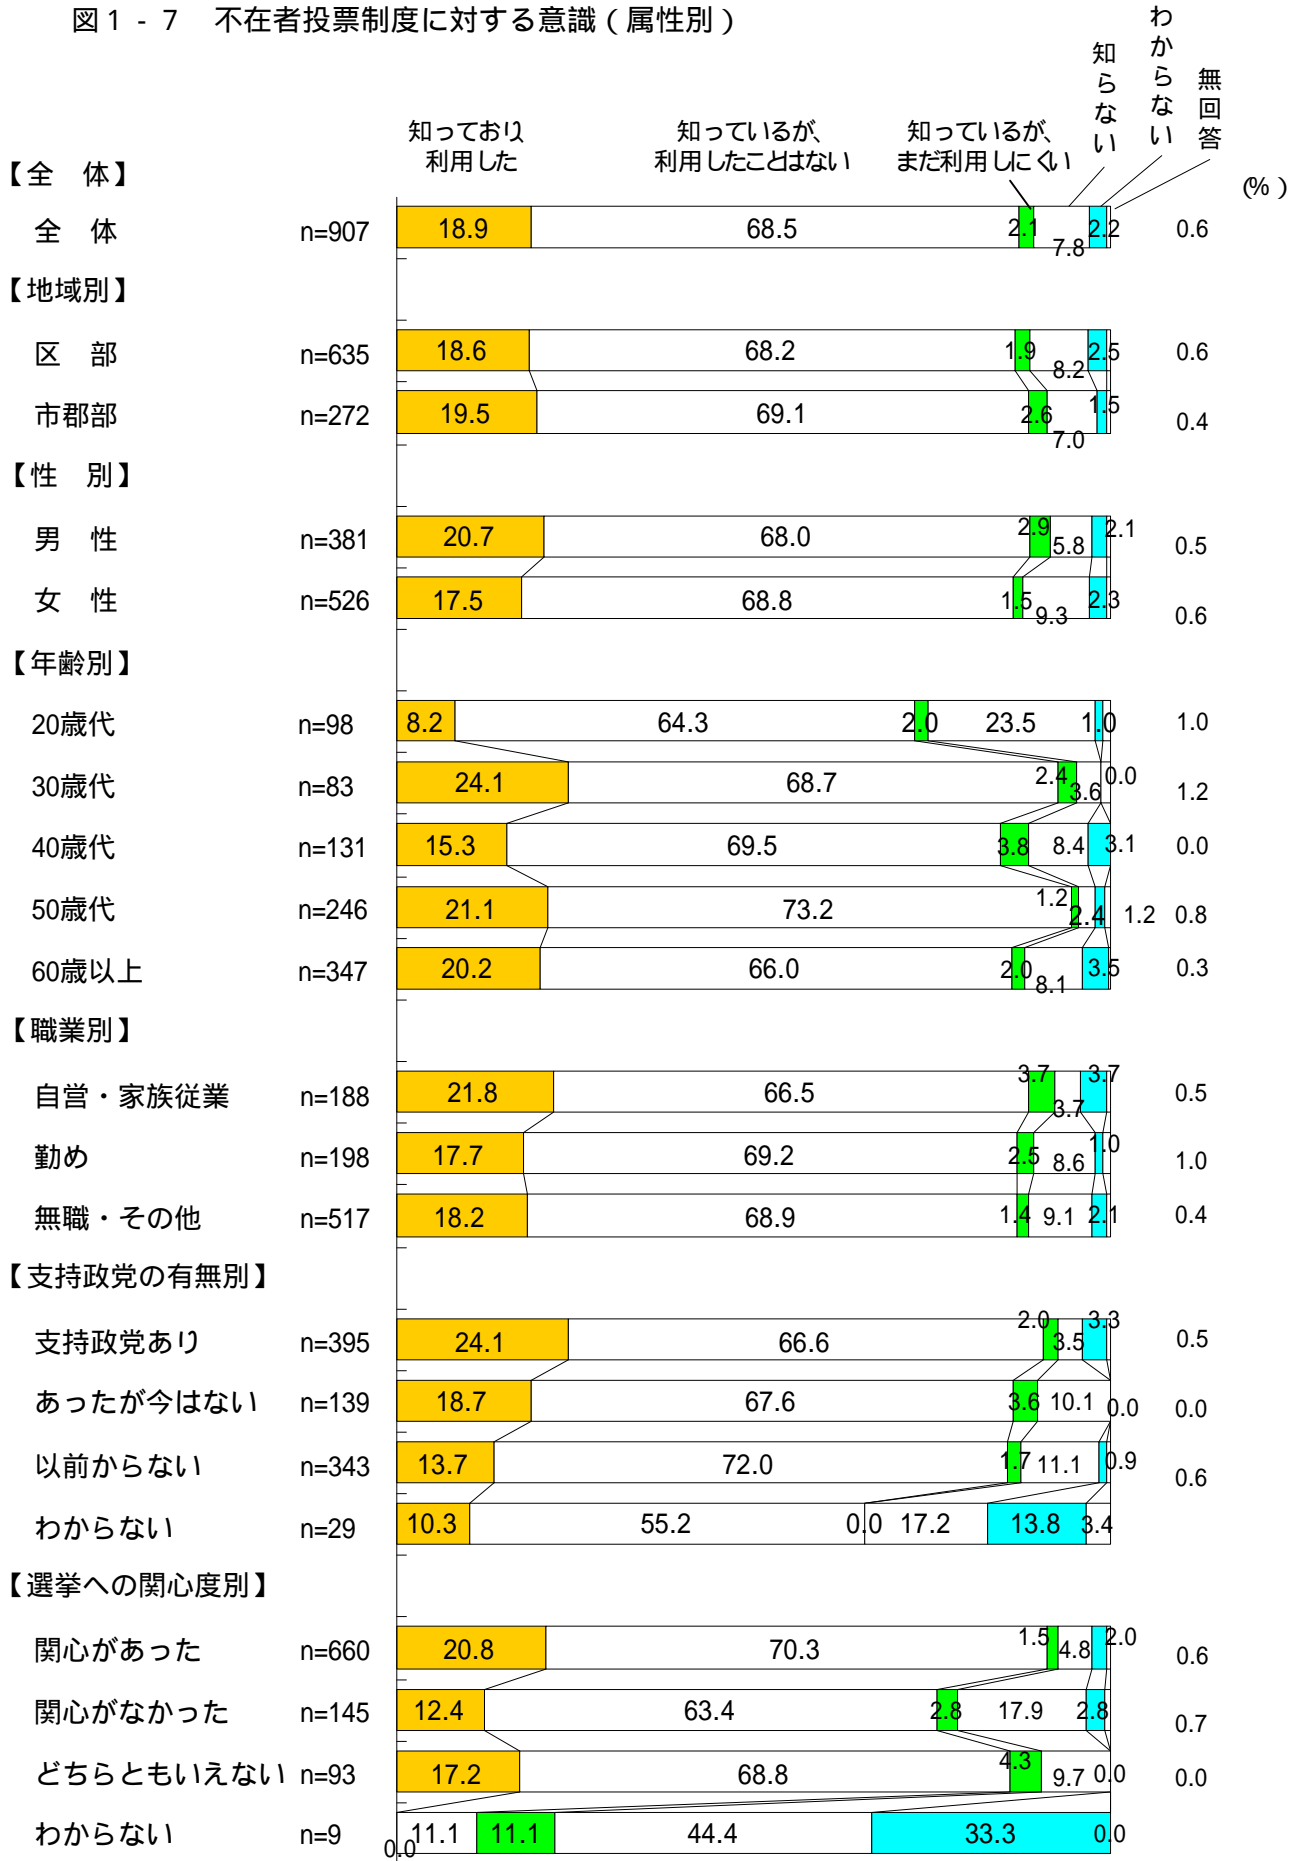 図1-7 不在者投票制度に対する意識(属性別)
知っており、利用した
知っているが、利用したことはない
知っているが、まだ利用しにくい
知らない
わからない
無回答
(%)
【全 体】
全 体 n=907 18.9 68.5 2.1 7.8 2.2 0.6
【地域別】
区 部 n=635 18.6 68.2 1.9 8.2 2.5 0.6
市郡部 n=272 19.5 69.1 2.6 7.0 1.5 0.4
【性 別】
男 性 n=381 20.7 68.0 2.9 5.8 2.1 0.5
女 性 n=526 17.5 68.8 1.5 9.3 2.3 0.6
【年齢別】
20歳代 n=98 8.2 64.3 2.0 23.5 1.0 1.0
30歳代 n=83 24.1 68.7 2.4 3.6 0.0 1.2
40歳代 n=131 15.3 69.5 3.8 8.4 3.1 0.0
50歳代 n=246 21.1 73.2 1.2 2.4 1.2 0.8
60歳以上 n=347 20.2 66.0 2.0 8.1 3.5 0.3
【職業別】
自営・家族従業 n=188 21.8 66.5 3.7 3.7 3.7 0.5
勤め n=198 17.7 69.2 2.5 8.6 1.0 1.0
無職・その他 n=517 18.2 68.9 1.4 9.1 2.1 0.4
【支持政党の有無別】
支持政党あり n=395 24.1 66.6 2.0 3.5 3.3 0.5
あったが今はない n=139 18.7 67.6 3.6 10.1 0.0 0.0
以前からない n=343 13.7 72.0 1.7 11.1 0.9 0.6
わからない n=29 10.3 55.2 0.0 17.2 13.8 3.4
【選挙への関心度別】
関心があった n=660 20.8 70.3 1.5 4.8 2.0 0.6
関心がなかった n=145 12.4 63.4 2.8 17.9 2.8 0.7
どちらともいえない n=93 17.2 68.8 4.3 9.7 0.0 0.0
わからない n=9 0.0 11.1 11.1 44.4 33.3 0.0